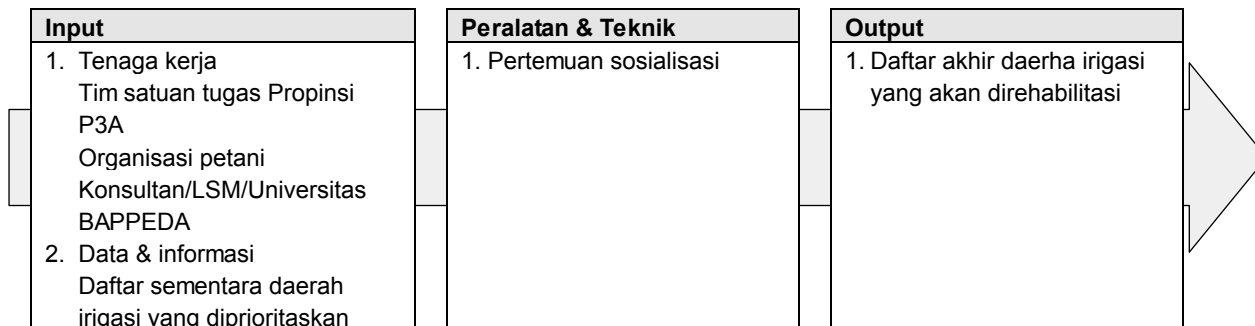 Input
1. Tenaga kerja
Tim satuan tugas Propinsi
P3A
Organisasi petani
Konsultan/LSM/Universitas
BAPPEDA
2. Data & informasi
Daftar sementara daerah
irigasi yang diprioritaskan
Peralatan & Teknik
1. Pertemuan sosialisasi
Output
1. Daftar akhir daerha irigasi
yang akan direhabilitasi